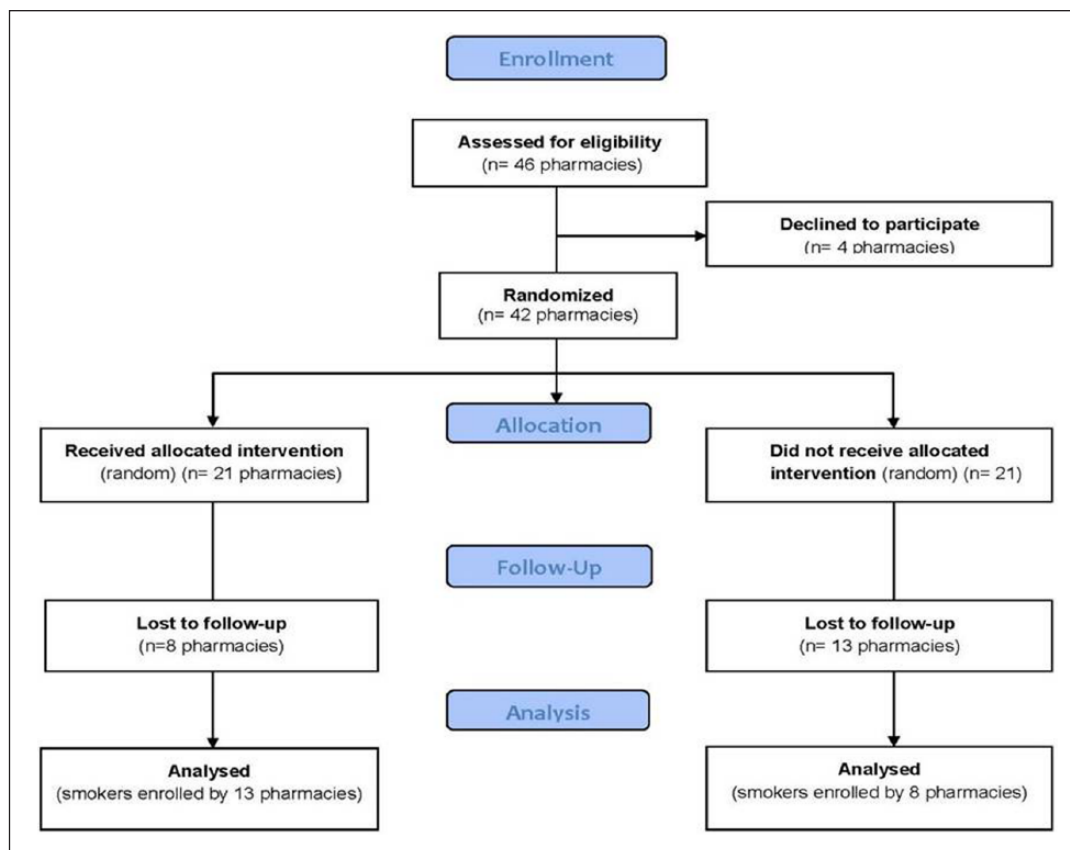 Enrollment
Assessed for eligibility
(n= 46 pharmacies)
Declined to participate
(n= 4 pharmacies)
Randomized
(n= 42 pharmacies)
Allocation
Received allocated intervention
(random) (n= 21 pharmacies)
Did not receive allocated
intervention (random) (n= 21)
Follow-Up
Lost to follow-up
(n=8 pharmacies)
Lost to follow-up
(n= 13 pharmacies)
Analysis
Analysed
(smokers enrolled by 13 pharmacies)
Analysed
(smokers enrolled by 8 pharmacies)